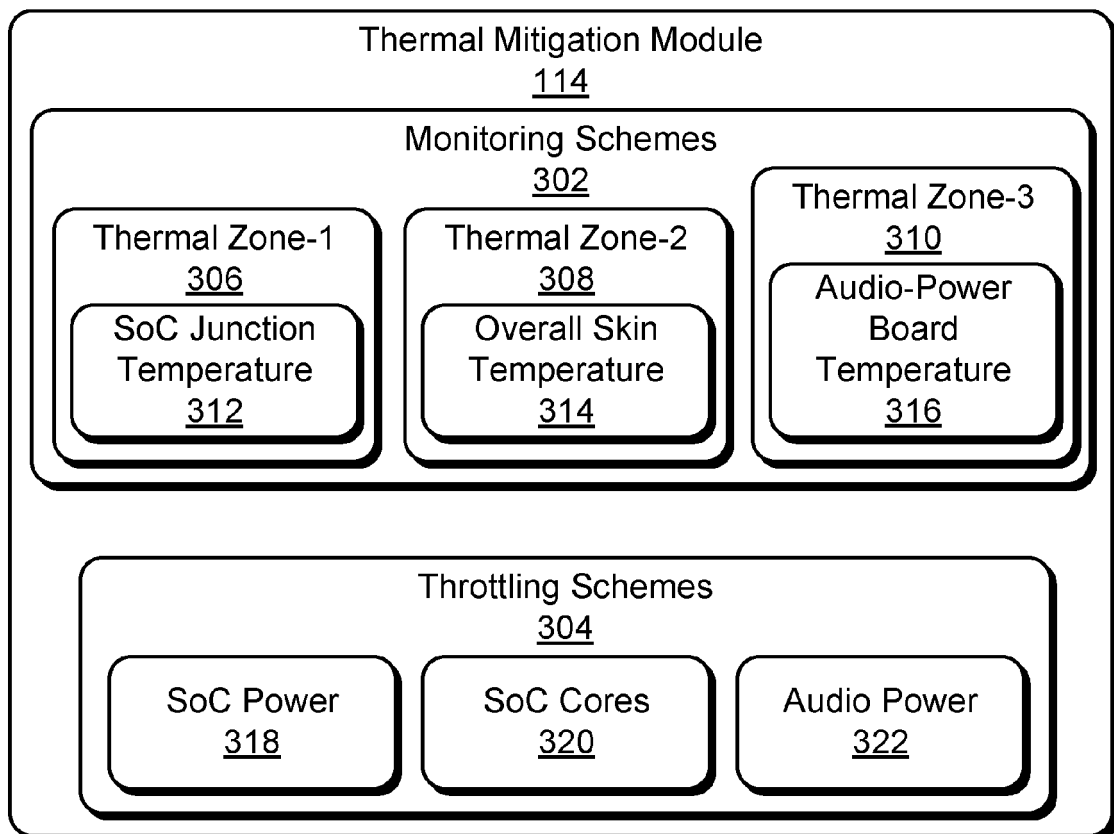 Thermal Mitigation Module
114
Monitoring Schemes
302
Thermal Zone-1
306
SoC Junction
Temperature
312
Thermal Zone-2
308
Overall Skin
Temperature
314
Thermal Zone-3
310
Audio-Power
Board
Temperature
316
Throttling Schemes
304
SoC Power
318
SoC Cores
320
Audio Power
322